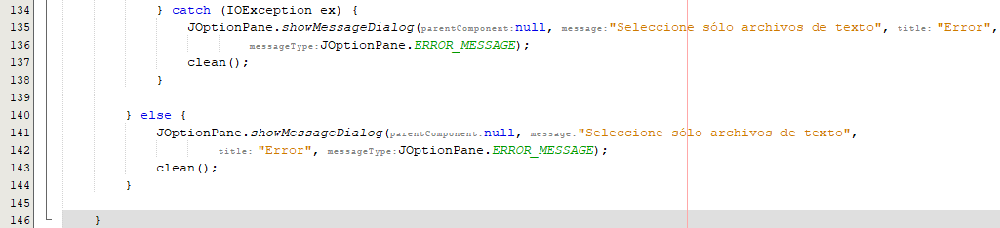 134 } catch (IOException ex) {
135 JOptionPane.showMessageDialog(parentComponent:null, message:"Seleccione sólo archivos de texto", title: "Error",
136 messageType:JOptionPane.ERROR_MESSAGE);
137 clean();
138 }
139
140 } else {
141 JOptionPane.showMessageDialog(parentComponent:null, message:"Seleccione sólo archivos de texto",
142 title: "Error", messageType:JOptionPane.ERROR_MESSAGE);
143 clean();
144 }
145
146 }